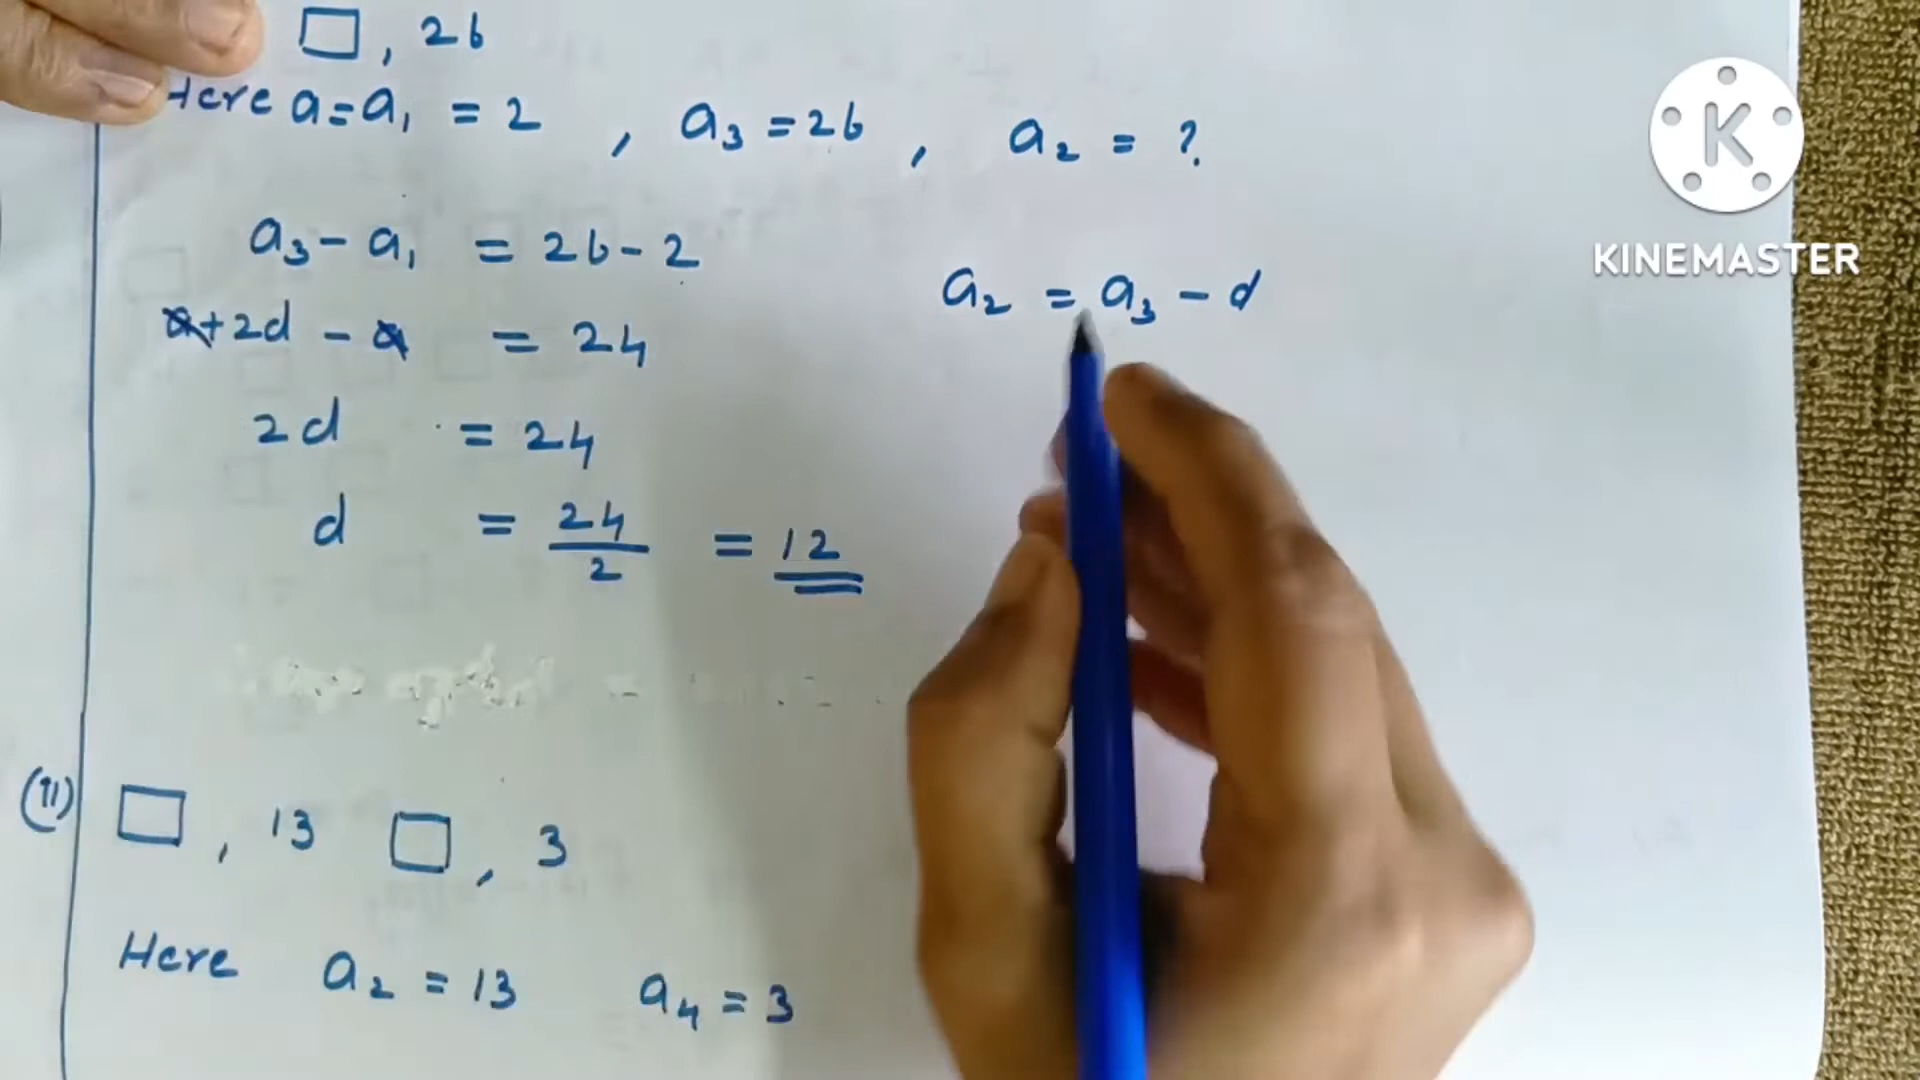 □, 26
Here a=a₁ = 2 , a₃ = 26 , a₂ = ?
a₃ - a₁ = 26 - 2
a + 2d - a = 24
2d = 24
d = 24/2 = 12
a₂ = a₃ - d
(ii) □ , 13 □ , 3
Here a₂ = 13 a₄ = 3
K
KINEMASTER